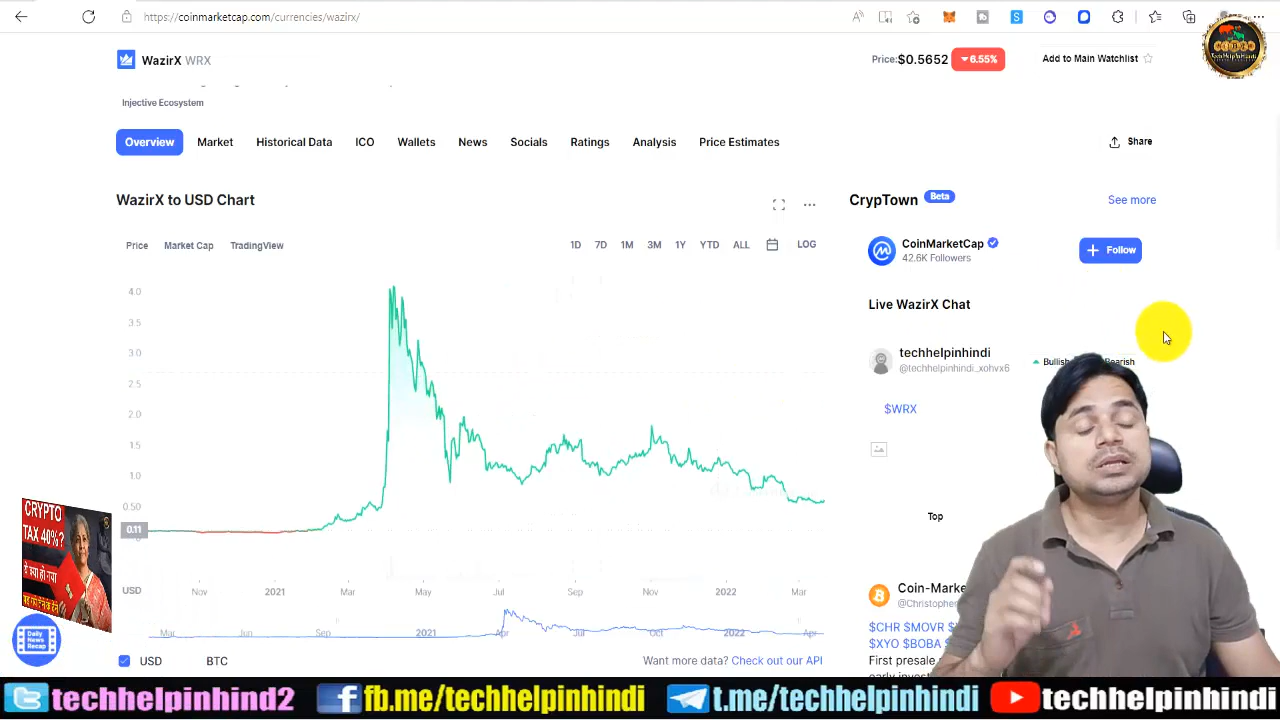 https://coinmarketcap.com/currencies/wazirx/
WazirX WRX
Price:$0.5652
6.55%
Add to Main Watchlist
Injective Ecosystem
Overview Market Historical Data ICO Wallets News Socials Ratings Analysis Price Estimates
Share
WazirX to USD Chart
CrypTown Beta
See more
Price Market Cap TradingView
1D 7D 1M 3M 1Y YTD ALL LOG
CoinMarketCap
42.6K Followers
Follow
Live WazirX Chat
4.0
3.5
3.0
2.5
2.0
1.5
1.0
0.50
0.11
techhelpinhindi
@techhelpinhindi_xohvx6
Bullish
Bearish
$WRX
Top
USD
Nov 2021 Mar May Jul Sep Nov 2022 Mar
Mar Jun Sep 2021 Apr Jul Oct 2022 Apr
Coin-Marke
@Christopher
$CHR $MOVR
$XYO $BOBA
First presale
USD
BTC
Want more data? Check out our API
CRYPTO
TAX 40%?
Daily
News
Recap
techhelpinhind2
fb.me/techhelpinhindi
t.me/techhelpinhindi
techhelpinhindi